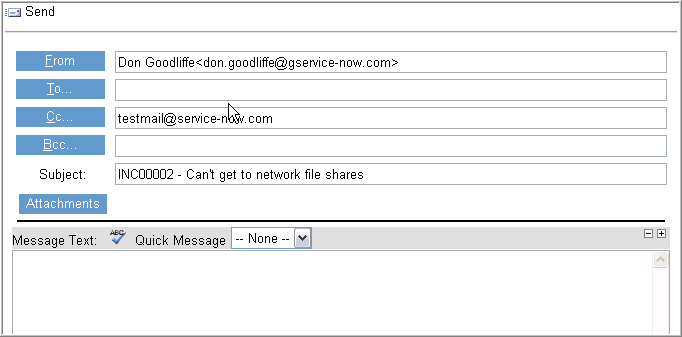 Send
From Don Goodliffe<don.goodliffe@gservice-now.com>
To...
Cc... testmail@service-now.com
Bcc...
Subject: INC00002 - Can't get to network file shares
Attachments
Message Text: ABC Quick Message -- None --